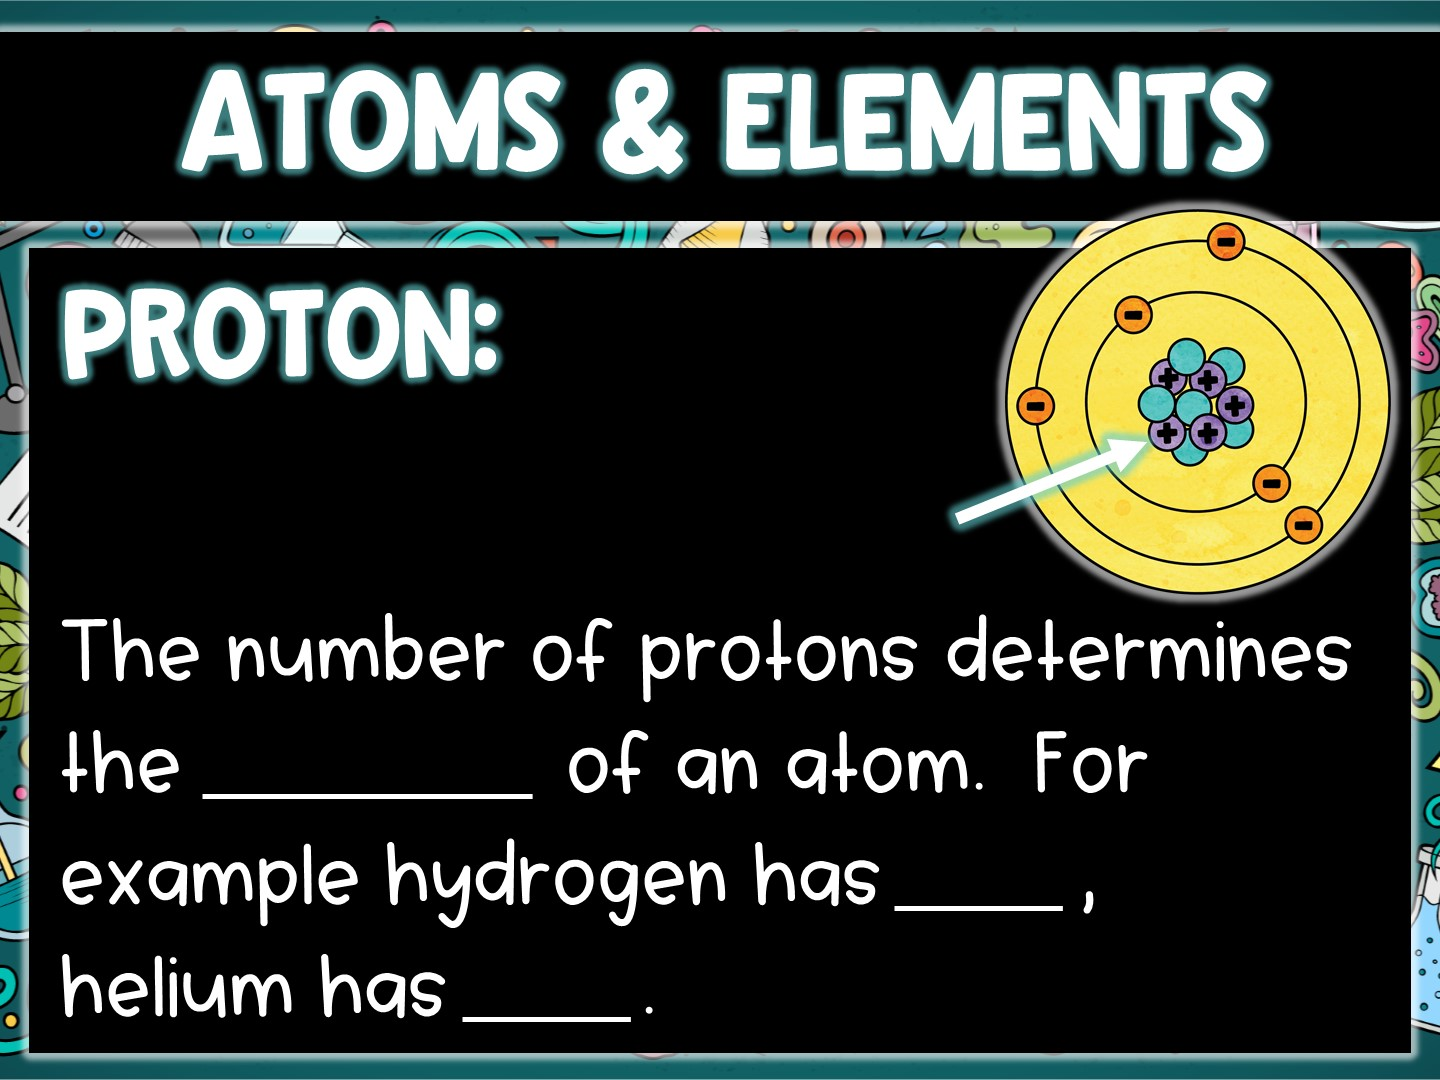 ATOMS & ELEMENTS
PROTON:
The number of protons determines
the __________ of an atom. For
example hydrogen has _____ ,
helium has _____ .